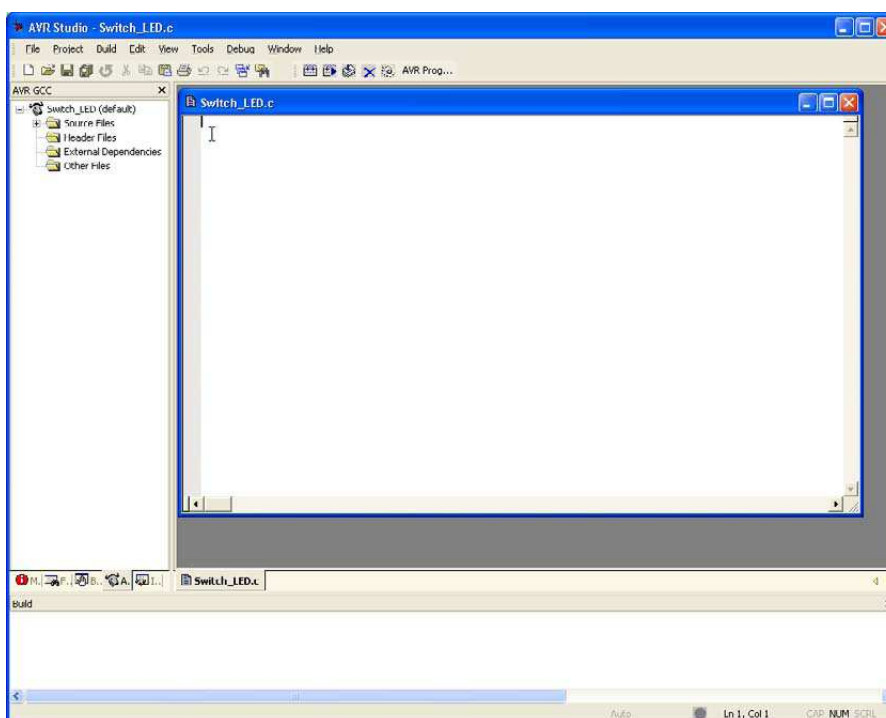 AVR Studio - Switch_LED.c
File Project Build Edit View Tools Debug Window Help
AVR Prog...
AVR GCC
Switch_LED.c
Switch_LED (default)
Source Files
Header Files
External Dependencies
Other Files
M. F.. B.. A. I..
Switch_LED.c
Build
Auto
Ln 1, Col 1
CAP NUM SCRL